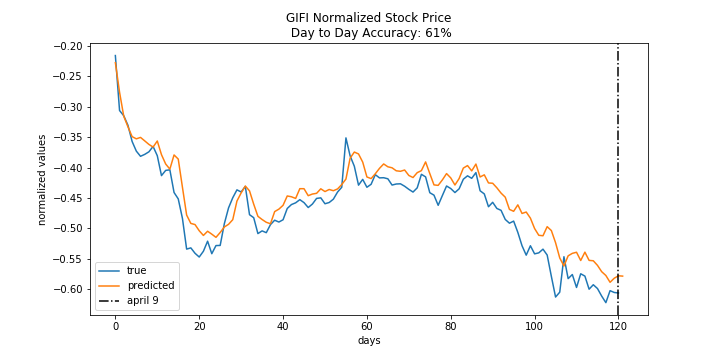 GIFI Normalized Stock Price
Day to Day Accuracy: 61%
normalized values
−0.20
−0.25
−0.30
−0.35
−0.40
−0.45
−0.50
−0.55
−0.60
true
predicted
april 9
0
20
40
60
80
100
120
days